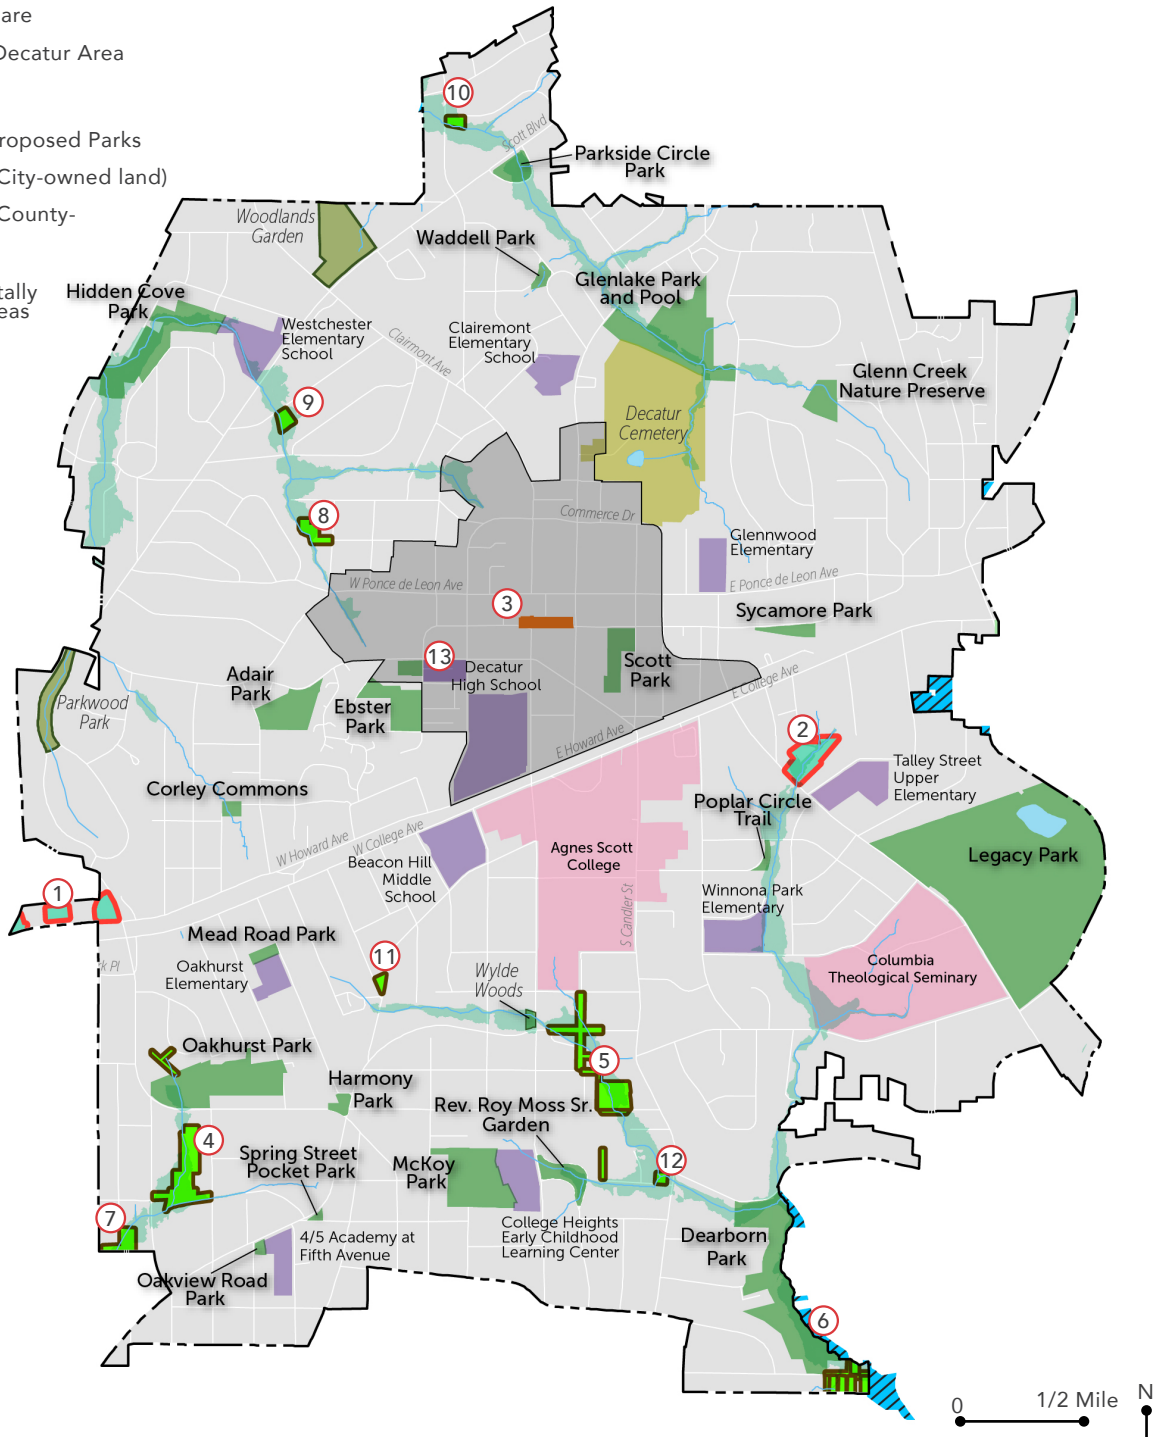 are
Decatur Area
roposed Parks
City-owned land)
County-
tally
eas
10
Scott Blvd
Parkside Circle
Park
Woodlands
Garden
Waddell Park
Glenlake Park
and Pool
Hidden Cove
Park
Westchester
Elementary
School
Clairmont Ave
Clairemont
Elementary
School
Glenn Creek
Nature Preserve
9
Decatur
Cemetery
8
Commerce Dr
Glennwood
Elementary
W Ponce de Leon Ave
E Ponce de Leon Ave
3
Sycamore Park
13
Decatur
High School
Scott
Park
Adair
Park
Ebster
Park
E College Ave
Parkwood
Park
E Howard Ave
2
Talley Street
Upper
Elementary
Corley Commons
Poplar Circle
Trail
W Howard Ave
W College Ave
Beacon Hill
Middle
School
Agnes Scott
College
Legacy Park
1
Winnona Park
Elementary
S Candler St
Mead Road Park
k Pl
Oakhurst
Elementary
11
Wylde
Woods
Columbia
Theological Seminary
Oakhurst Park
5
Harmony
Park
Rev. Roy Moss Sr.
Garden
4
Spring Street
Pocket Park
McKoy
Park
12
7
4/5 Academy at
Fifth Avenue
College Heights
Early Childhood
Learning Center
Dearborn
Park
Oakview Road
Park
6
0
1/2 Mile
N